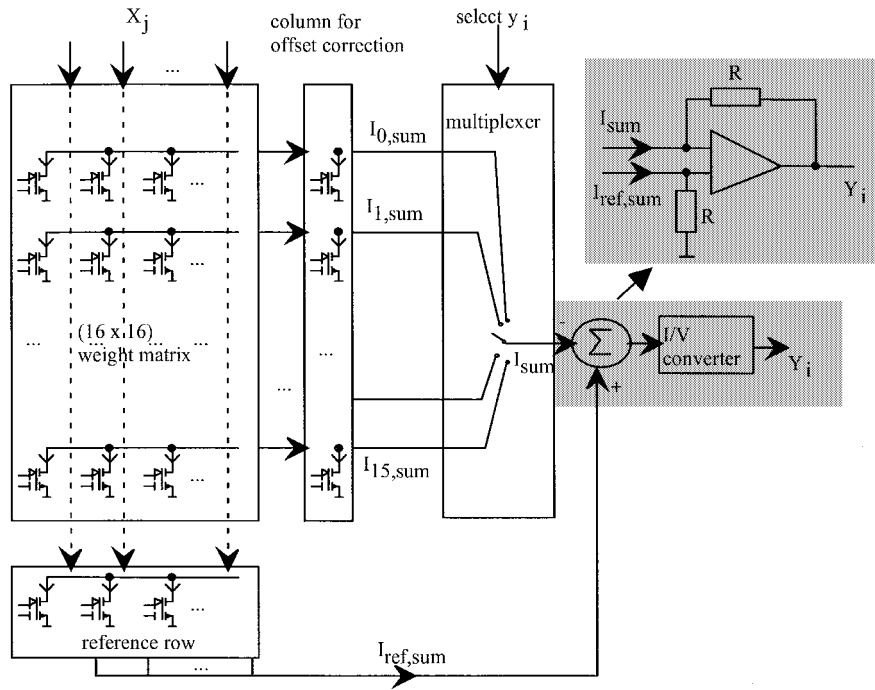 X_j
column for
offset correction
select y_i
...
multiplexer
R
I_sum
I_ref,sum
R
Y_i
I_0,sum
...
I_1,sum
...
(16 x 16)
weight matrix
...
...
...
...
...
I_sum
-
Σ
+
I/V
converter
Y_i
I_15,sum
...
...
reference row
...
I_ref,sum